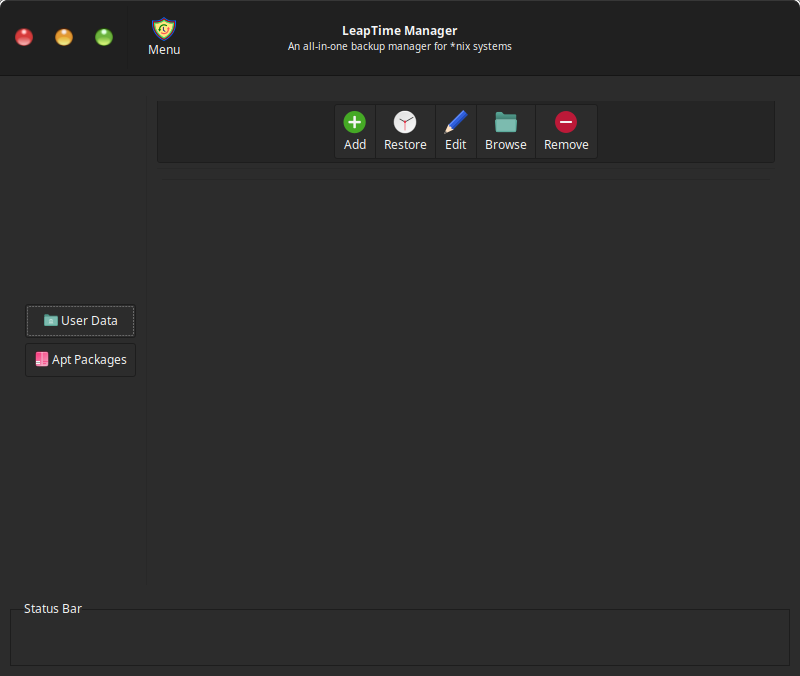 LeapTime Manager
An all-in-one backup manager for *nix systems
Menu
Add Restore Edit Browse Remove
User Data
Apt Packages
Status Bar